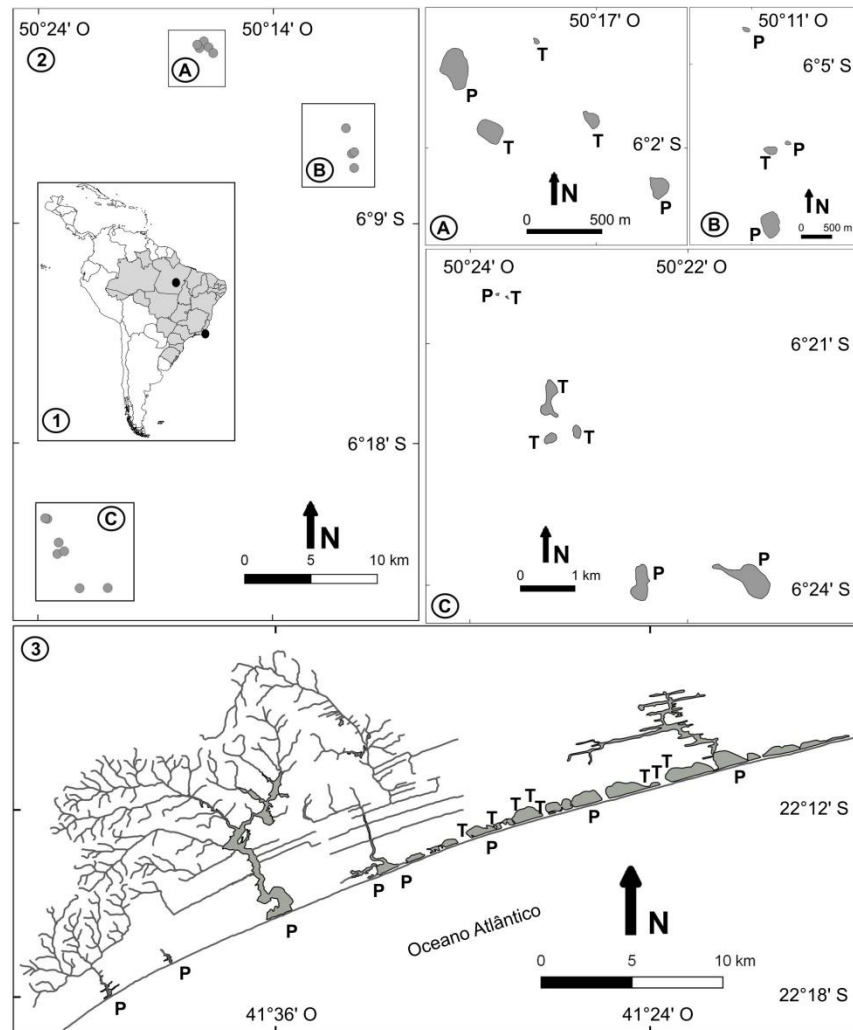 50°24' O
50°14' O
2
A
B
6°9' S
1
6°18' S
C
N
0 5 10 km
50°17' O
T
P
T
T
6°2' S
P
N
A
0 500 m
50°11' O
P
6°5' S
T
P
N
P
B
0 500 m
50°24' O
50°22' O
P T
6°21' S
T
T
T
N
P
P
0 1 km
6°24' S
C
3
T T T
P
T T T T
22°12' S
P
P
P P
N
Oceano Atlântico
P
P
0 5 10 km
P
22°18' S
41°36' O
41°24' O